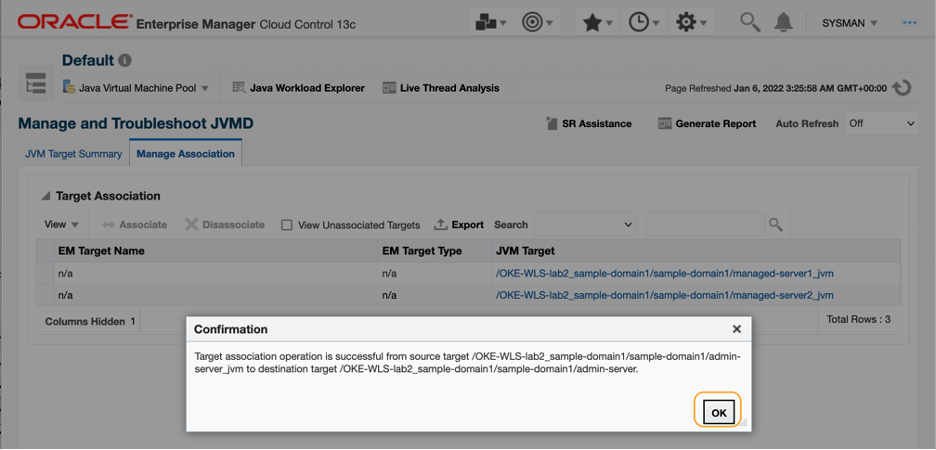 ORACLE Enterprise Manager Cloud Control 13c
SYSMAN
Default
Java Virtual Machine Pool
Java Workload Explorer
Live Thread Analysis
Page Refreshed Jan 6, 2022 3:25:58 AM GMT+00:00
Manage and Troubleshoot JVMD
SR Assistance
Generate Report
Auto Refresh Off
JVM Target Summary
Manage Association
Target Association
View
Associate
Disassociate
View Unassociated Targets
Export
Search
EM Target Name EM Target Type JVM Target
n/a n/a /OKE-WLS-lab2_sample-domain1/sample-domain1/managed-server1_jvm
n/a n/a /OKE-WLS-lab2_sample-domain1/sample-domain1/managed-server2_jvm
Columns Hidden 1
Total Rows : 3
Confirmation
Target association operation is successful from source target /OKE-WLS-lab2_sample-domain1/sample-domain1/admin-
server_jvm to destination target /OKE-WLS-lab2_sample-domain1/sample-domain1/admin-server.
OK